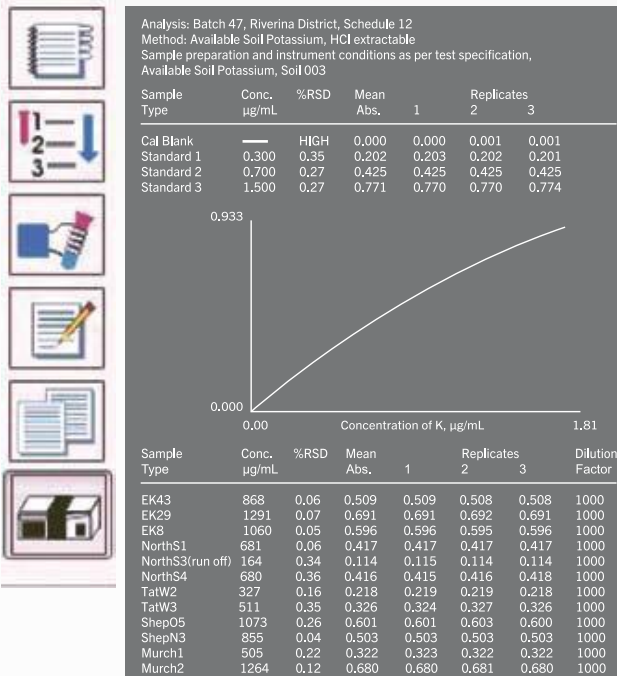 1
2
3
Analysis: Batch 47, Riverina District, Schedule 12
Method: Available Soil Potassium, HCl extractable
Sample preparation and instrument conditions as per test specification,
Available Soil Potassium, Soil 003
Sample Conc. %RSD Mean Replicates
Type µg/mL Abs. 1 2 3
Cal Blank — HIGH 0.000 0.000 0.001 0.001
Standard 1 0.300 0.35 0.202 0.203 0.202 0.201
Standard 2 0.700 0.27 0.425 0.425 0.425 0.425
Standard 3 1.500 0.27 0.771 0.770 0.770 0.774
0.933
0.000
0.00 Concentration of K, µg/mL 1.81
Sample Conc. %RSD Mean Replicates Dilution
Type µg/mL Abs. 1 2 3 Factor
EK43 868 0.06 0.509 0.509 0.508 0.508 1000
EK29 1291 0.07 0.691 0.691 0.692 0.691 1000
EK8 1060 0.05 0.596 0.596 0.595 0.596 1000
NorthS1 681 0.06 0.417 0.417 0.417 0.417 1000
NorthS3(run off) 164 0.34 0.114 0.115 0.114 0.114 1000
NorthS4 680 0.36 0.416 0.415 0.416 0.418 1000
TatW2 327 0.16 0.218 0.219 0.219 0.218 1000
TatW3 511 0.35 0.326 0.324 0.327 0.326 1000
ShepO5 1073 0.26 0.601 0.601 0.603 0.600 1000
ShepN3 855 0.04 0.503 0.503 0.503 0.503 1000
Murch1 505 0.22 0.322 0.323 0.322 0.322 1000
Murch2 1264 0.12 0.680 0.680 0.681 0.680 1000